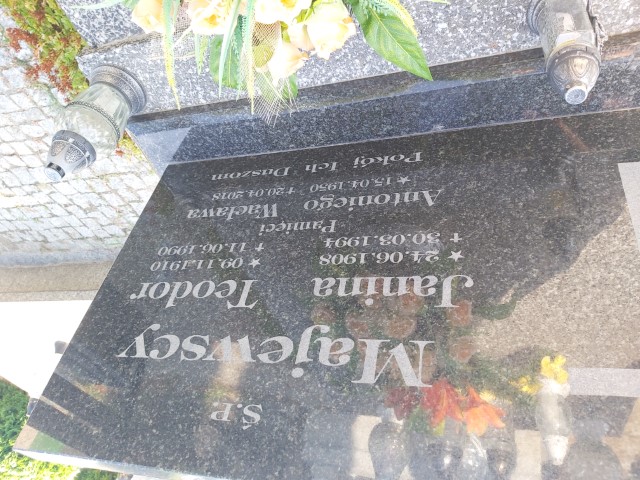 Ś.P.
Majewscy
Janina Teodor
★ 24.06.1908 ★ 09.11.1910
✝ 30.03.1994 ✝ 11.06.1990
Pamięci
Antoniego Wacława
★ 15.04.1950 ✝ 20.04.2018
Pokój Ich Duszom